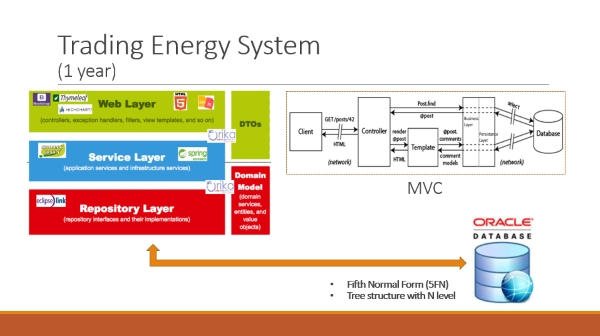 Trading Energy System
(1 year)
Thymeleaf
HIGHCHARTS
HTML
5
Web Layer
(controllers, exception handlers, filters, view templates, and so on)
DTOs
Orika
Service Layer
spring
(application services and infrastructure services)
Orika
Domain
Model
(domain
services,
entities, and
value
objects)
eclipse link
Repository Layer
(repository interfaces and their implementations)
Client
GET /posts/42
HTML
(network)
Controller
Post.find
@post
render
@post
HTML
Template
@post.
comments
comment
models
Business
Layer
Persistance
Layer
select
(network)
Database
MVC
ORACLE
DATABASE
• Fifth Normal Form (5FN)
• Tree structure with N level